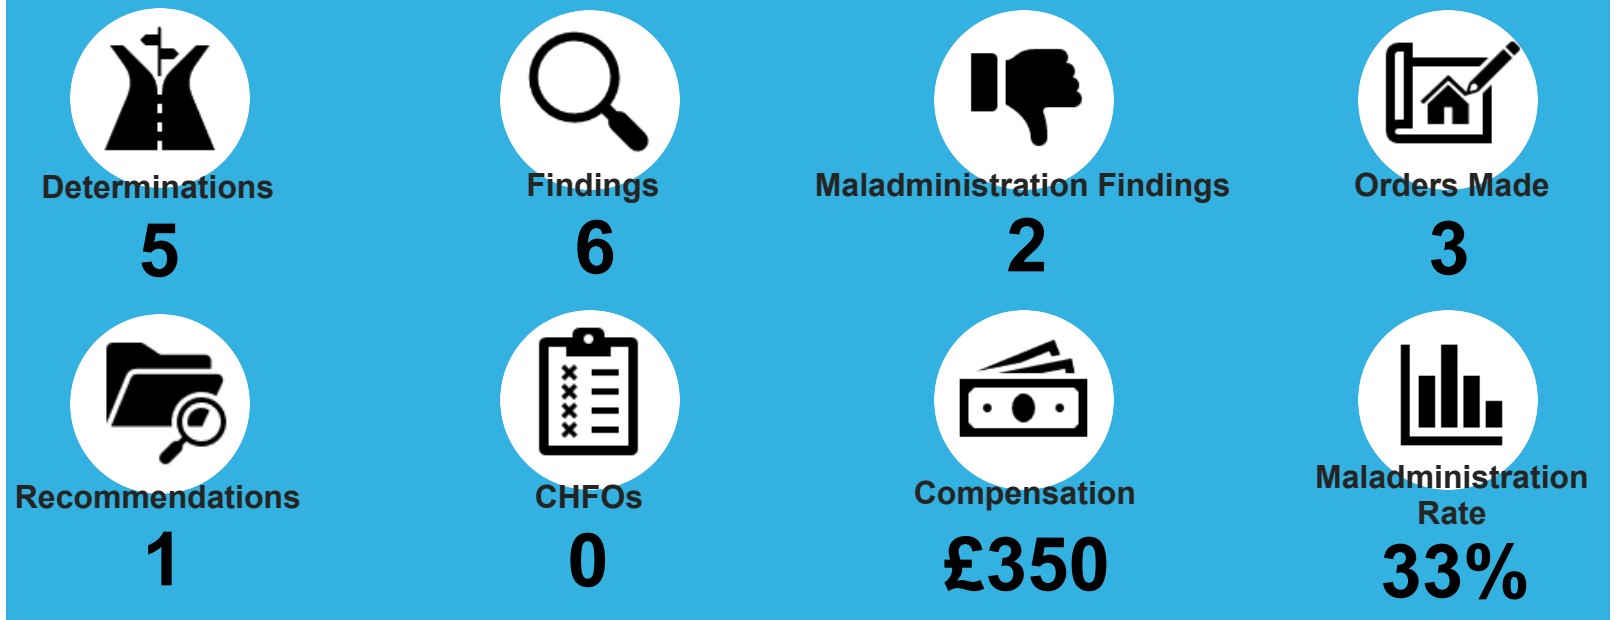 Determinations
5
Findings
6
Maladministration Findings
2
Orders Made
3
Recommendations
1
CHFOs
0
Compensation
£350
Maladministration
Rate
33%